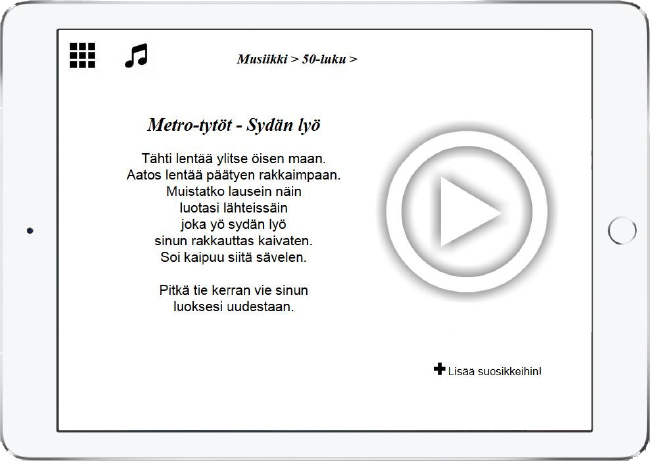 Musiikki > 50-luku >
Metro-tytöt - Sydän lyö
Tähti lentää ylitse öisen maan.
Aatos lentää päätyen rakkaimpaan.
Muistatko lausein näin
luotasi lähteissäin
joka yö sydän lyö
sinun rakkauttas kaivaten.
Soi kaipuu siitä sävelen.
Pitkä tie kerran vie sinun
luoksesi uudestaan.
Lisää suosikkeihin!